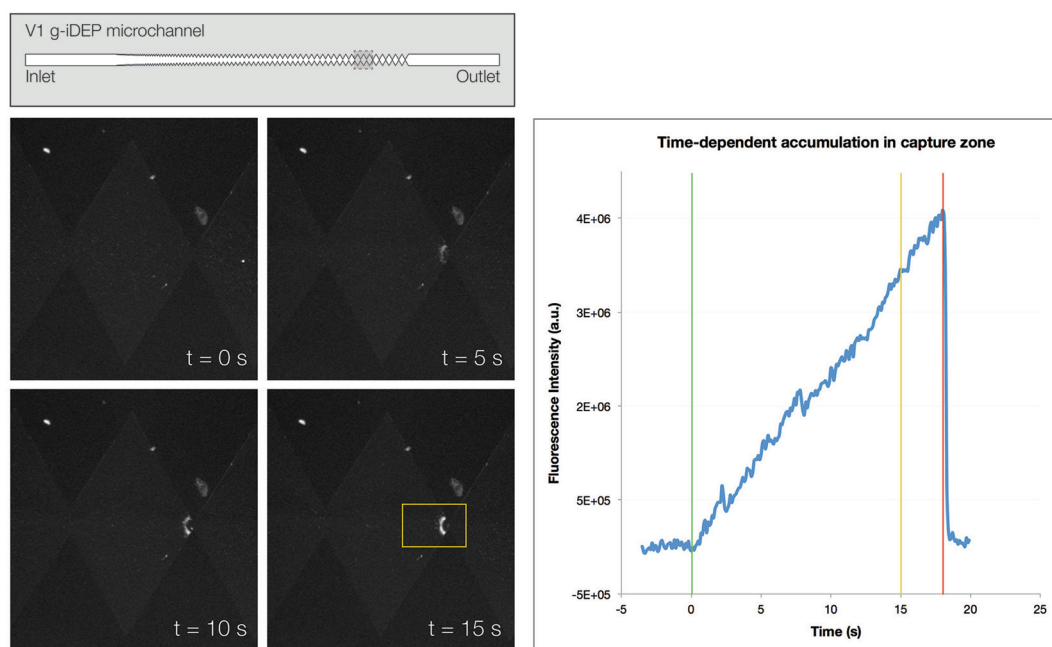 V1 g-iDEP microchannel
Inlet
Outlet
t = 0 s
t = 5 s
t = 10 s
t = 15 s
Time-dependent accumulation in capture zone
Fluorescence Intensity (a.u.)
4E+06
3E+06
2E+06
5E+05
-5E+05
-5
0
5
10
15
20
25
Time (s)